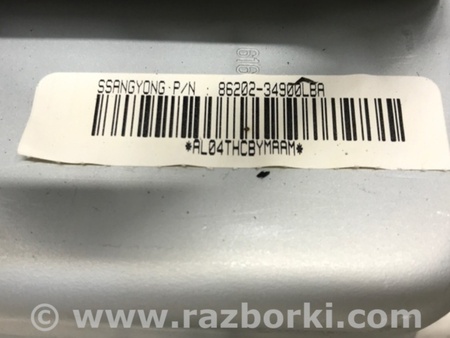 SSANGYONG P/N : 86202-34900LBA
*AL04THCBYMAAM*
www.razborki.com